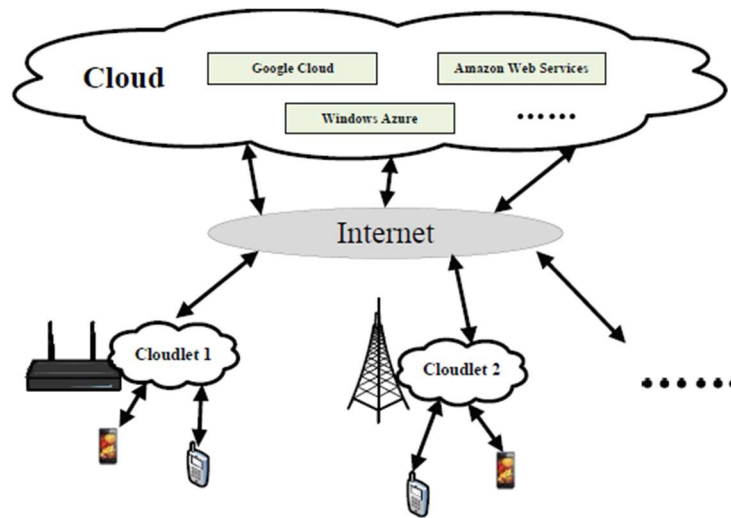 Cloud
Google Cloud
Amazon Web Services
Windows Azure
......
Internet
Cloudlet 1
Cloudlet 2
......